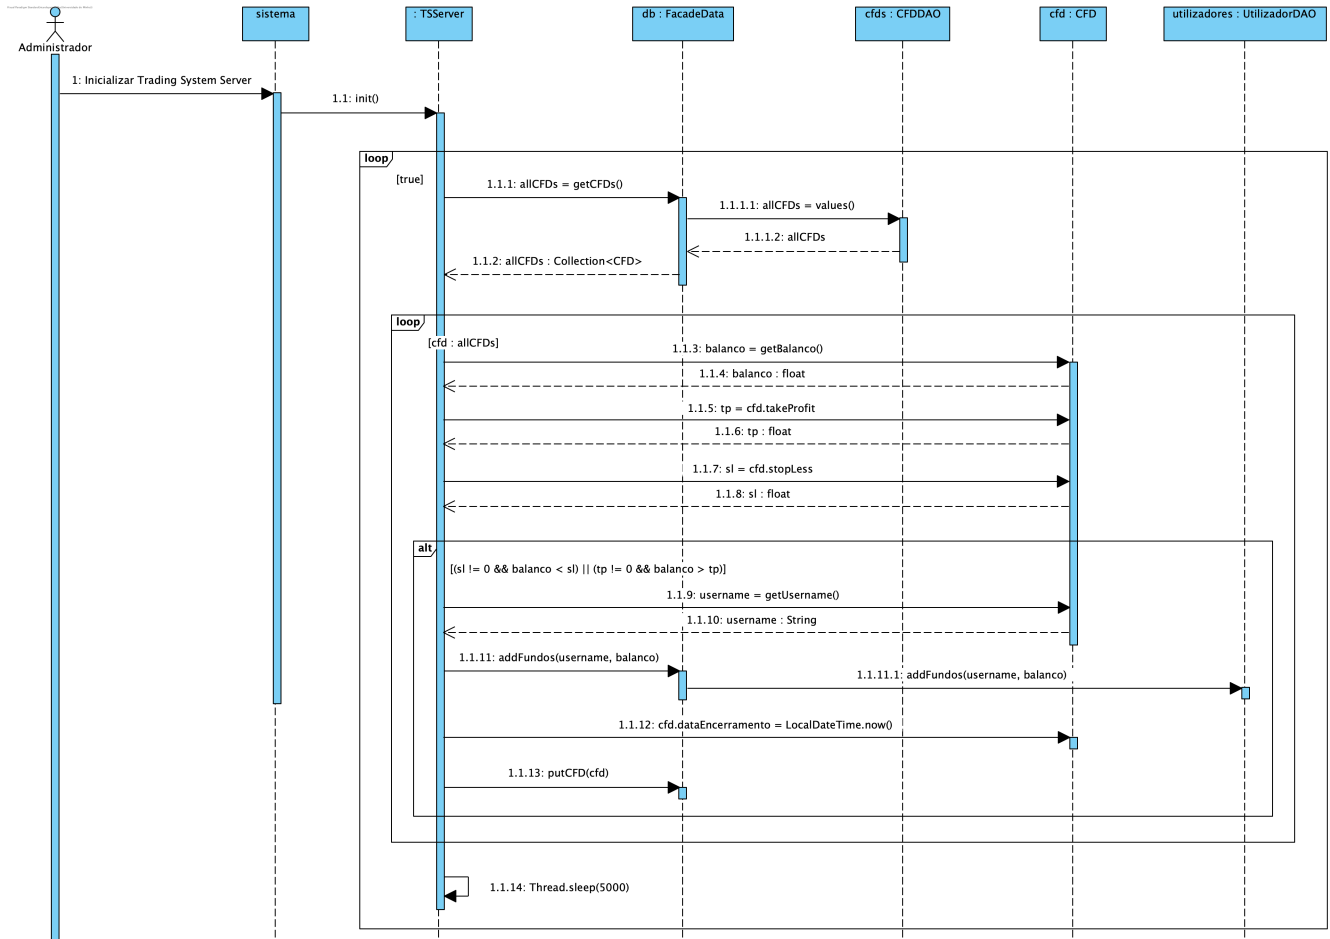 sistema
: TSServer
db : FacadeData
cfds : CFDDAO
cfd : CFD
utilizadores : UtilizadorDAO
Administrador
1: Inicializar Trading System Server
1.1: init()
loop
[true]
1.1.1: allCFDs = getCFDs()
1.1.1.1: allCFDs = values()
1.1.1.2: allCFDs
1.1.2: allCFDs : Collection<CFD>
loop
[cfd : allCFDs]
1.1.3: balanco = getBalanco()
1.1.4: balanco : float
1.1.5: tp = cfd.takeProfit
1.1.6: tp : float
1.1.7: sl = cfd.stopLess
1.1.8: sl : float
alt
[(sl != 0 && balanco < sl) || (tp != 0 && balanco > tp)]
1.1.9: username = getUsername()
1.1.10: username : String
1.1.11: addFundos(username, balanco)
1.1.11.1: addFundos(username, balanco)
1.1.12: cfd.dataEncerramento = LocalDateTime.now()
1.1.13: putCFD(cfd)
1.1.14: Thread.sleep(5000)